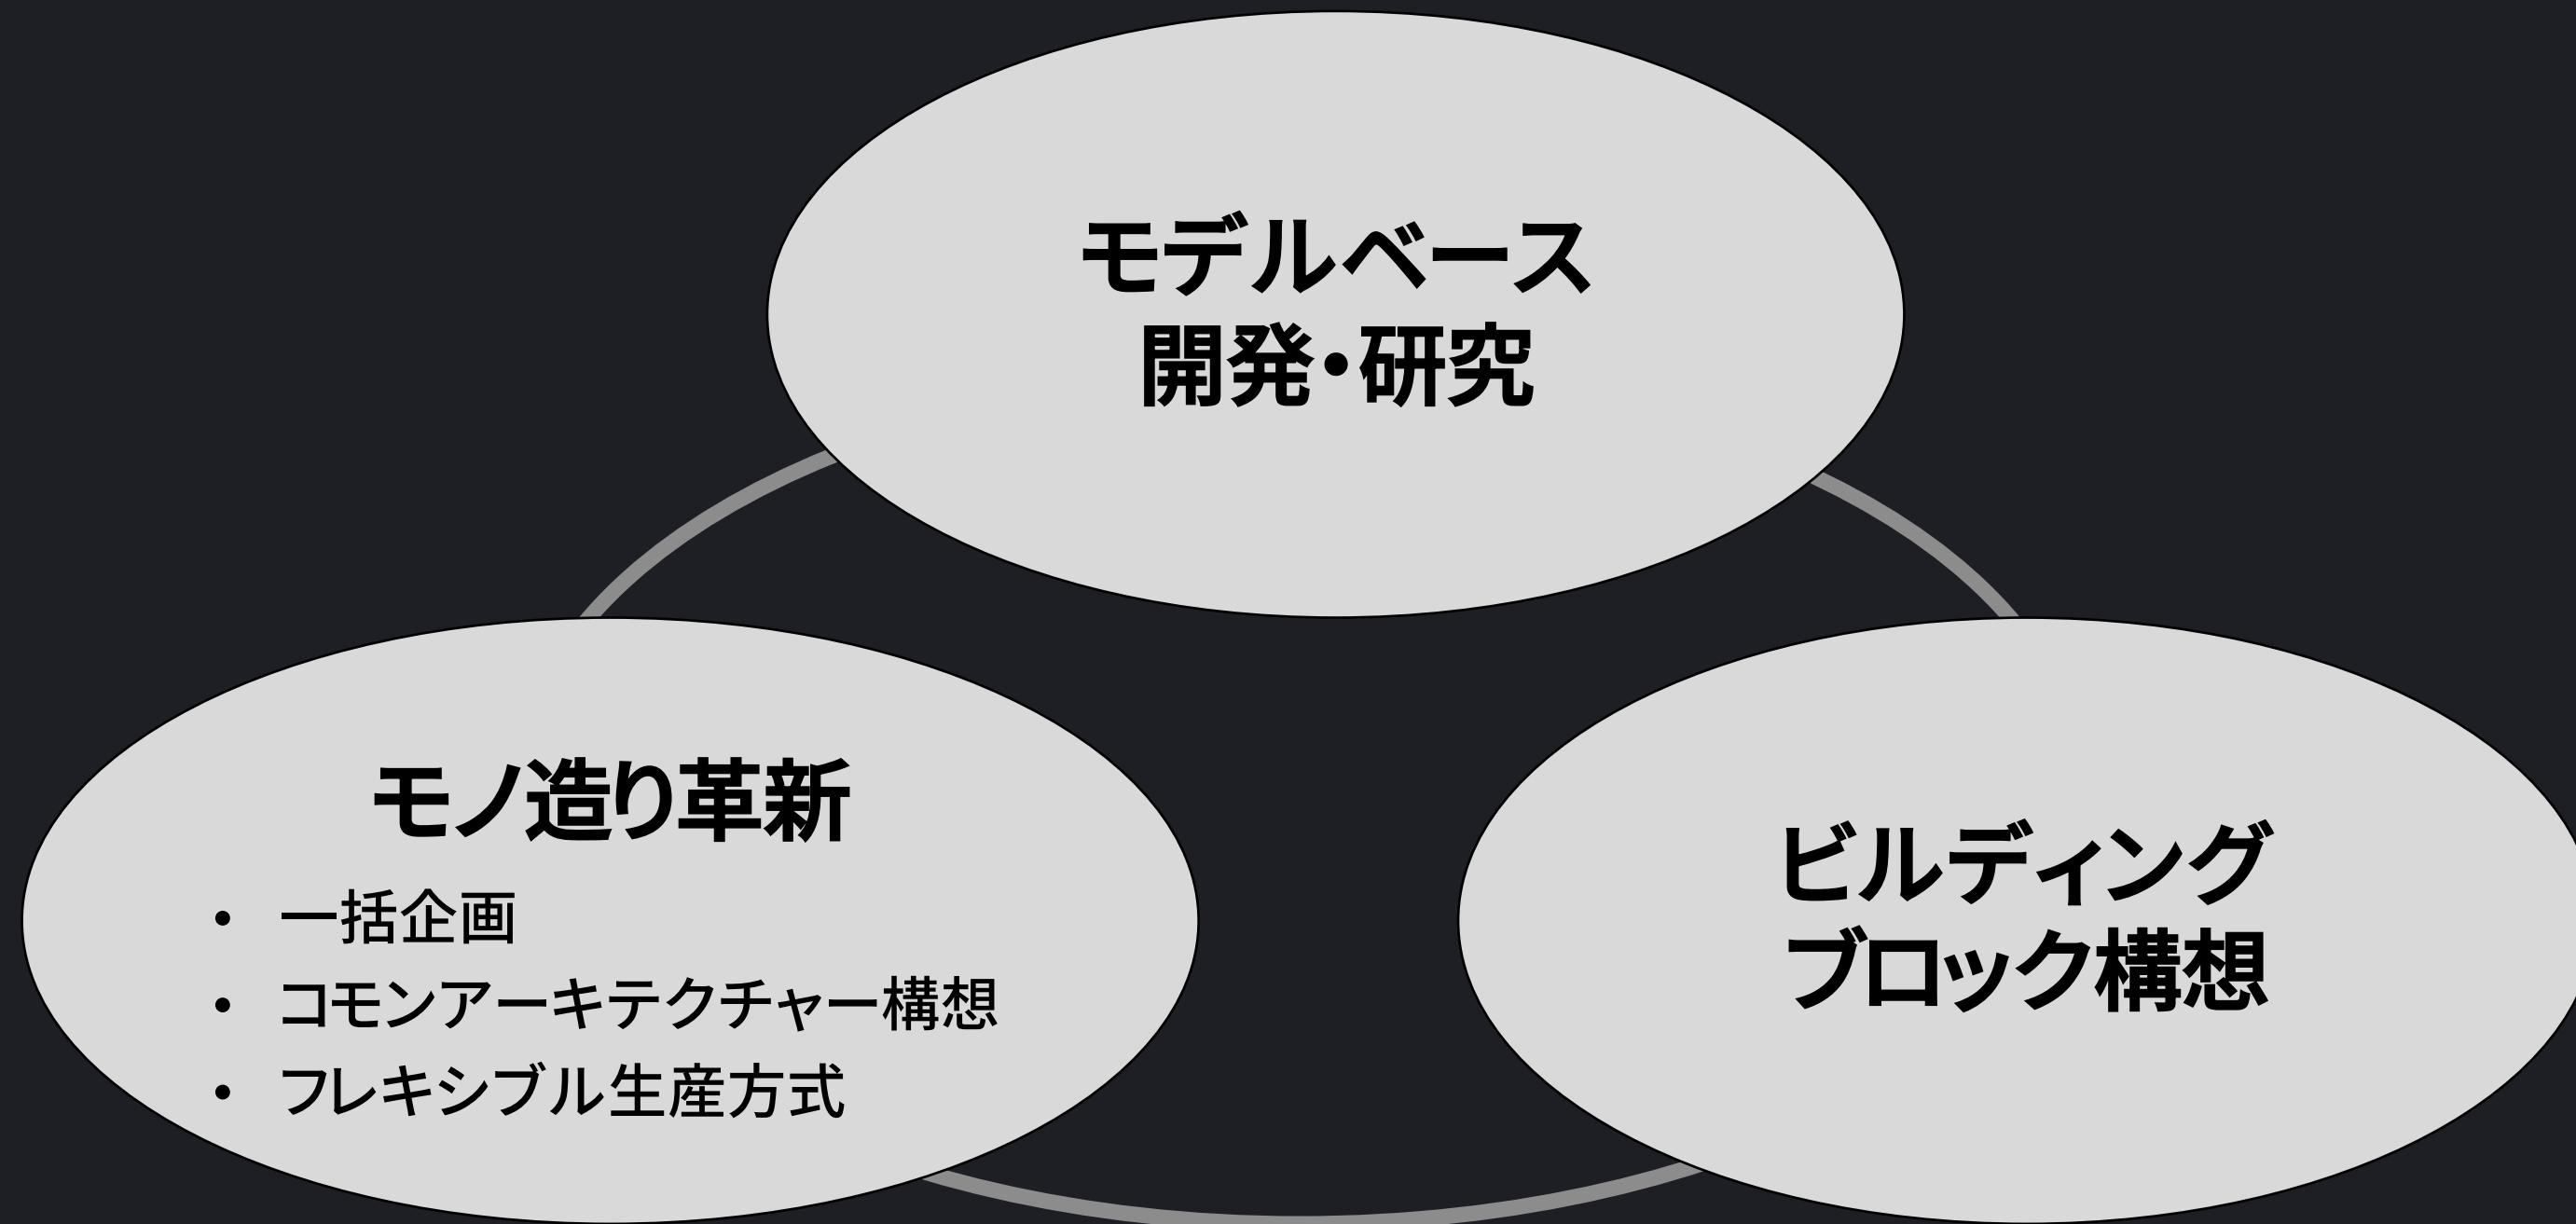 モデルベース
開発・研究
モノ造り革新
• 一括企画
• コモンアーキテクチャー構想
• フレキシブル生産方式
ビルディング
ブロック構想